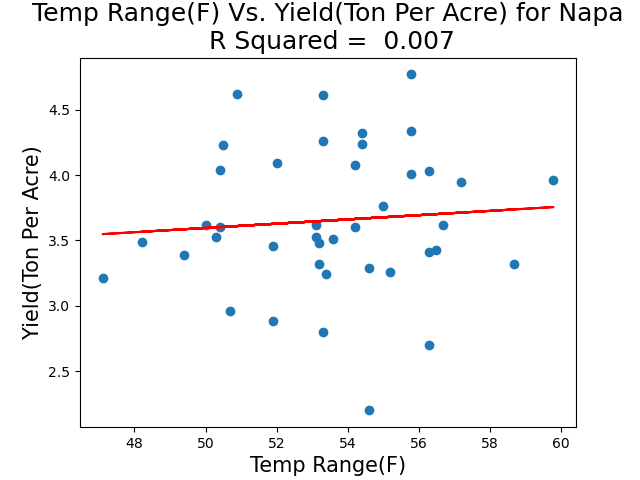 Temp Range(F) Vs. Yield(Ton Per Acre) for Napa
R Squared =  0.007
Yield(Ton Per Acre)
4.5
4.0
3.5
3.0
2.5
48 50 52 54 56 58 60
Temp Range(F)